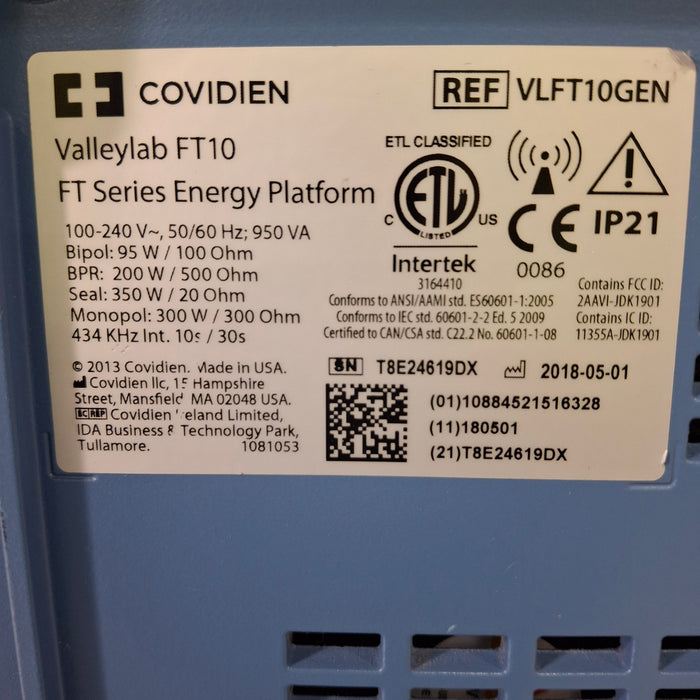 COVIDIEN
REF VLFT10GEN
Valleylab FT10
FT Series Energy Platform
100-240 V~, 50/60 Hz; 950 VA
Bipol: 95 W / 100 Ohm
BPR: 200 W / 500 Ohm
Seal: 350 W / 20 Ohm
Monopol: 300 W / 300 Ohm
434 KHz Int. 10s / 30s
ETL CLASSIFIED
ETL
LISTED
C US
Intertek
3164410
CE
0086
IP21
Conforms to ANSI/AAMI std. ES60601-1:2005
Conforms to IEC std. 60601-2-2 Ed. 5 2009
Certified to CAN/CSA std. C22.2 No. 60601-1-08
Contains FCC ID:
2AAVI-JDK1901
Contains IC ID:
11355A-JDK1901
© 2013 Covidien. Made in USA.
Covidien llc, 15 Hampshire
Street, Mansfield MA 02048 USA.
EC REP Covidien Ireland Limited,
IDA Business & Technology Park,
Tullamore. 1081053
SN T8E24619DX 2018-05-01
(01)10884521516328
(11)180501
(21)T8E24619DX